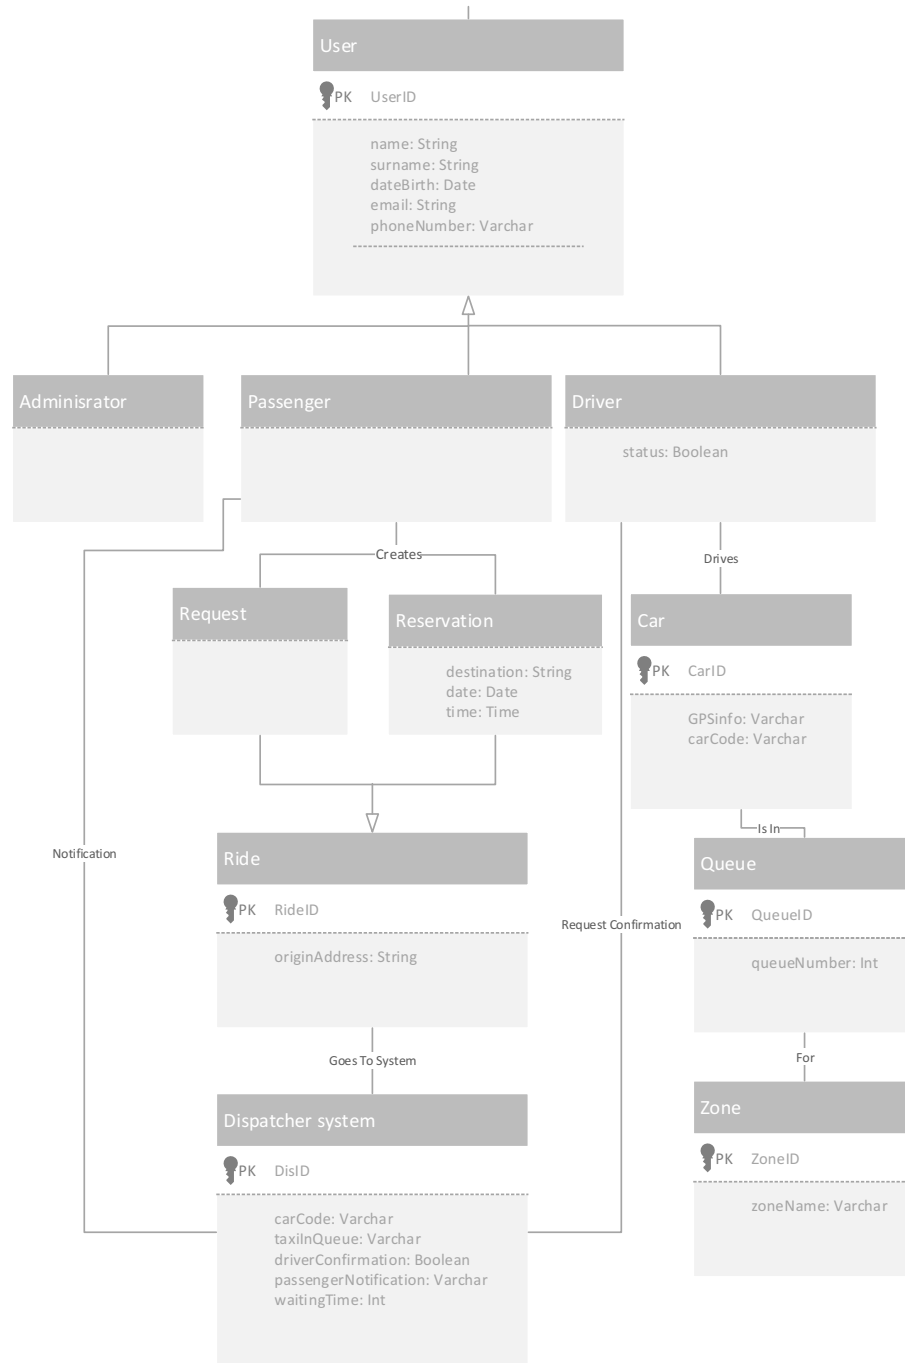 User
PK UserID
name: String
surname: String
dateBirth: Date
email: String
phoneNumber: Varchar
Adminisrator
Passenger
Driver
status: Boolean
Creates
Drives
Request
Reservation
destination: String
date: Date
time: Time
Car
PK CarID
GPSinfo: Varchar
carCode: Varchar
Is In
Notification
Ride
PK RideID
originAddress: String
Request Confirmation
Queue
PK QueueID
queueNumber: Int
Goes To System
For
Dispatcher system
PK DisID
carCode: Varchar
taxiInQueue: Varchar
driverConfirmation: Boolean
passengerNotification: Varchar
waitingTime: Int
Zone
PK ZoneID
zoneName: Varchar